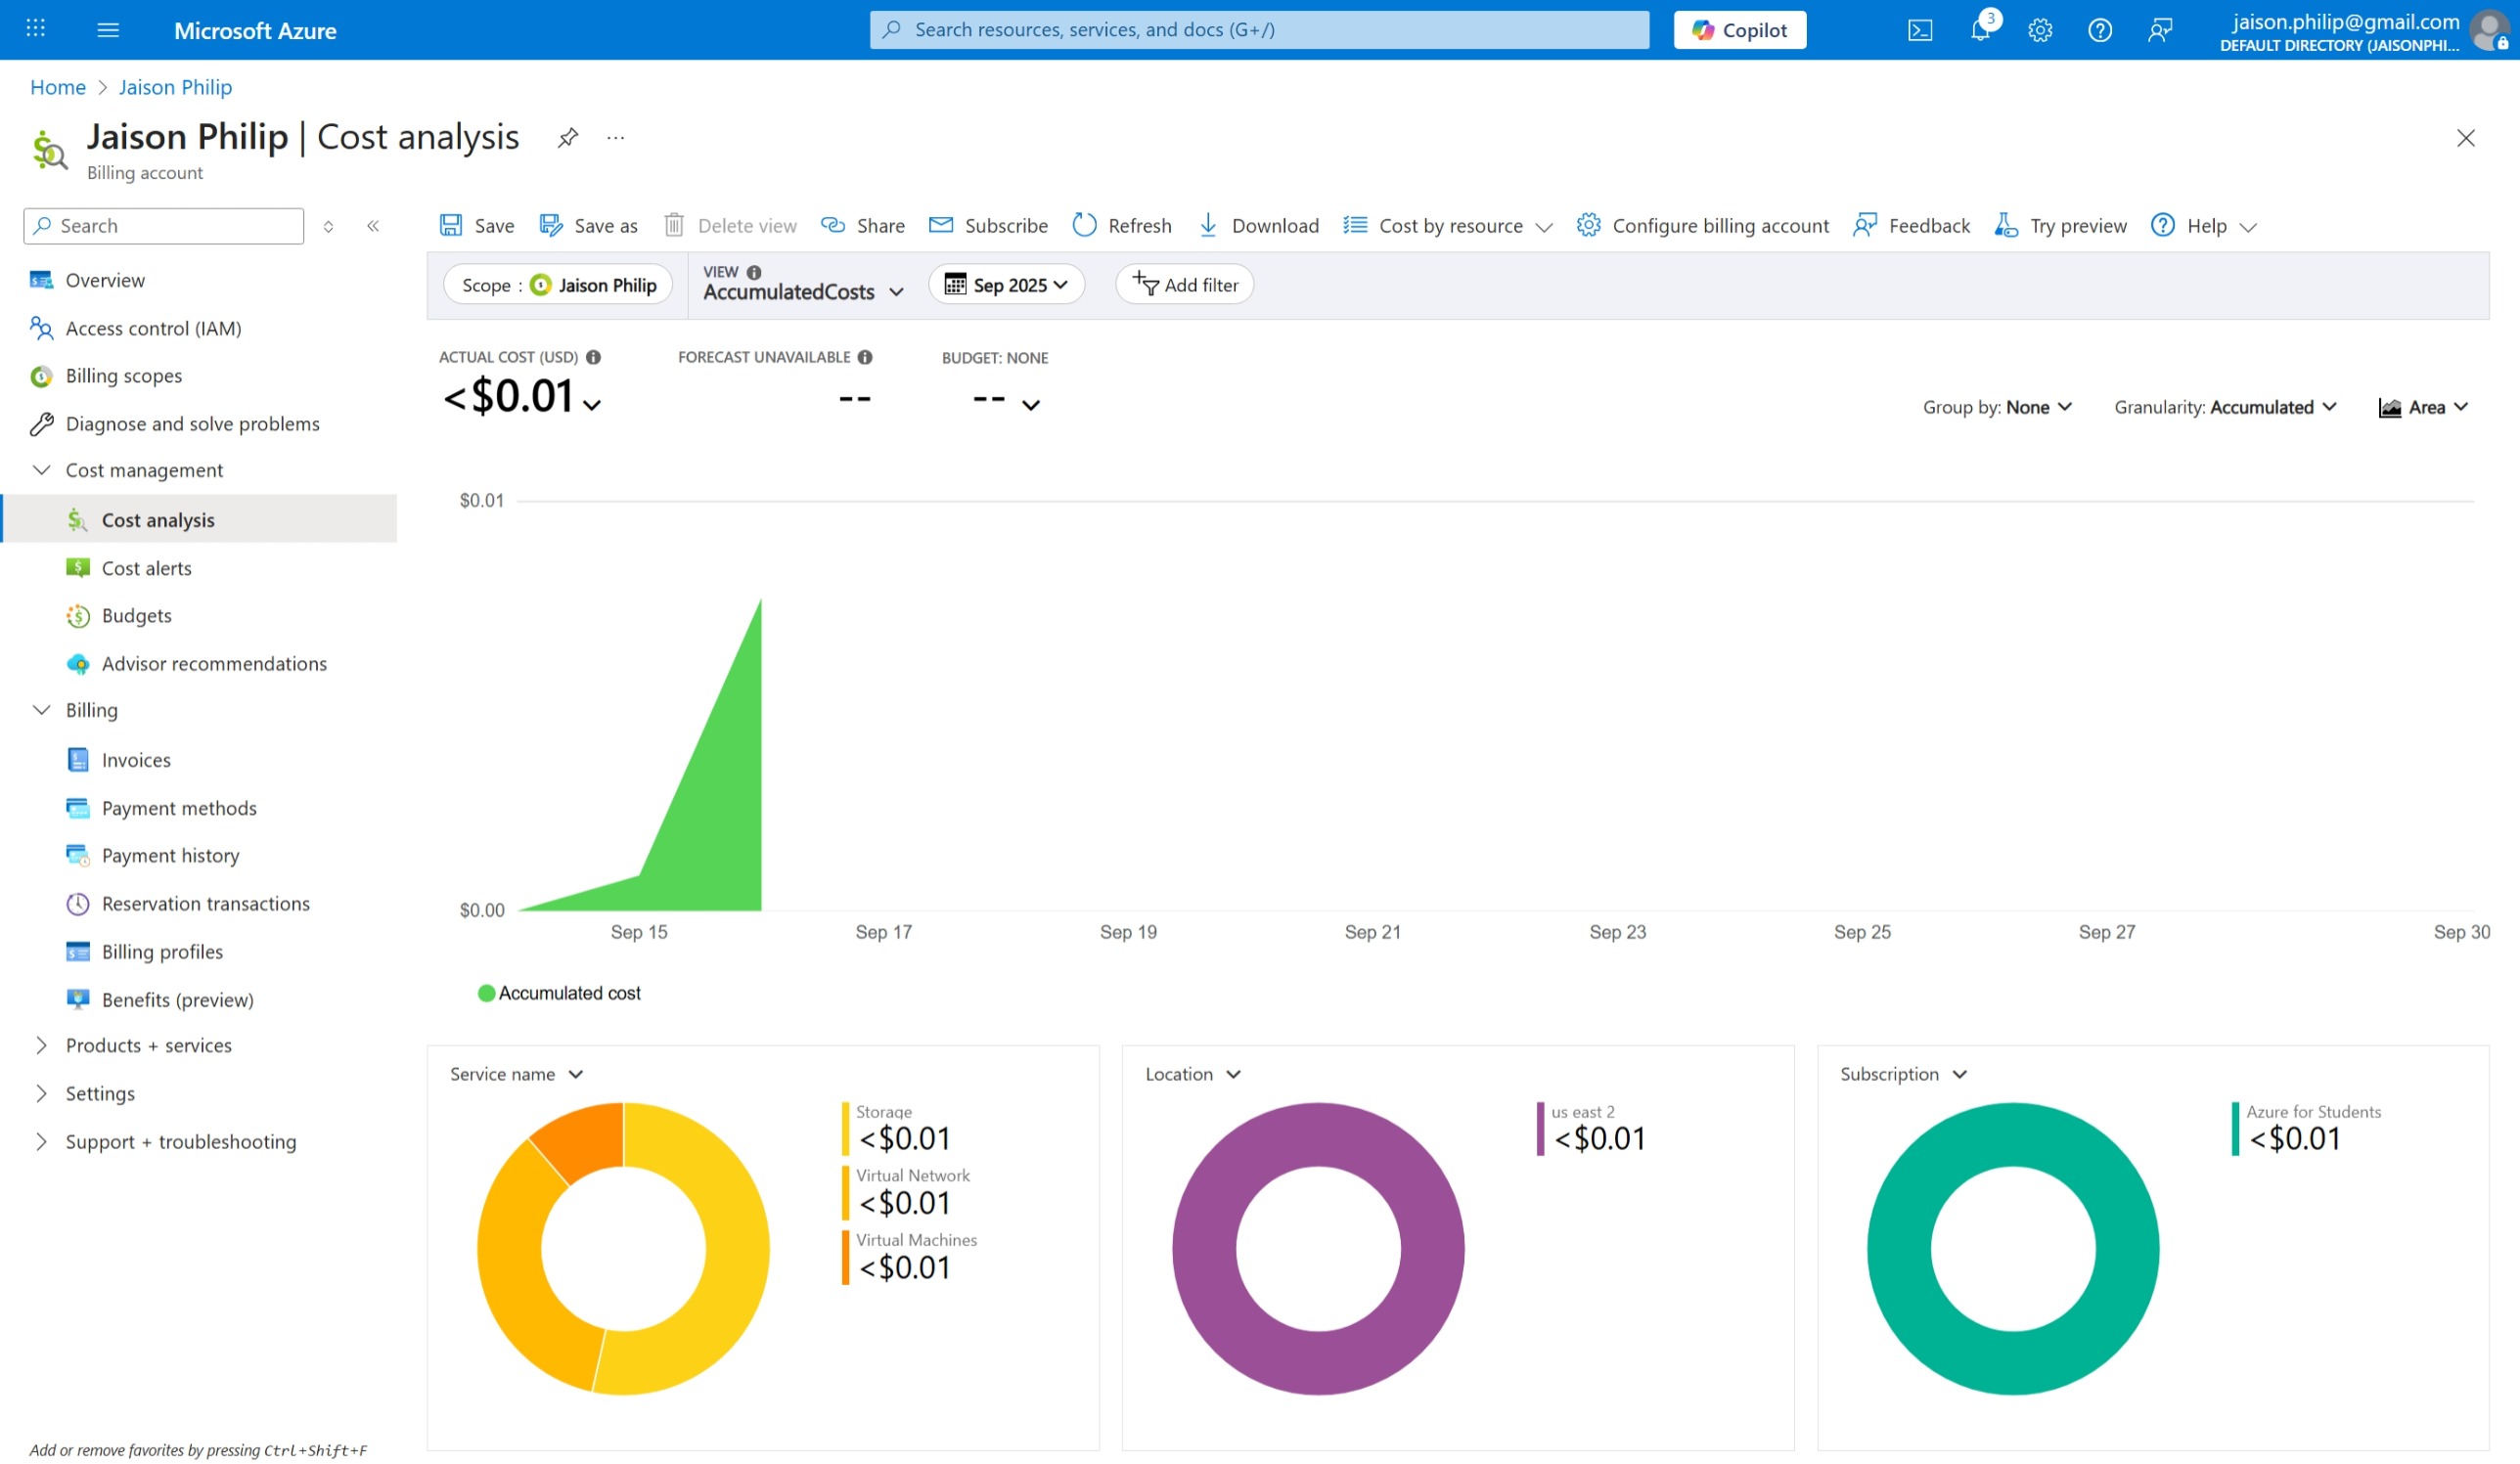 Microsoft Azure
Search resources, services, and docs (G+/)
Copilot
3
jaison.philip@gmail.com
DEFAULT DIRECTORY (JAISONPHI...
Home > Jaison Philip
Jaison Philip | Cost analysis
...
Billing account
Search
Save
Save as
Delete view
Share
Subscribe
Refresh
Download
Cost by resource
Configure billing account
Feedback
Try preview
Help
Overview
Access control (IAM)
Billing scopes
Diagnose and solve problems
Cost management
Cost analysis
Cost alerts
Budgets
Advisor recommendations
Billing
Invoices
Payment methods
Payment history
Reservation transactions
Billing profiles
Benefits (preview)
Products + services
Settings
Support + troubleshooting
Add or remove favorites by pressing Ctrl+Shift+F
Scope : Jaison Philip
VIEW
AccumulatedCosts
Sep 2025
Add filter
ACTUAL COST (USD)
<$0.01
FORECAST UNAVAILABLE
--
BUDGET: NONE
--
Group by: None
Granularity: Accumulated
Area
$0.01
$0.00
Sep 15
Sep 17
Sep 19
Sep 21
Sep 23
Sep 25
Sep 27
Sep 30
Accumulated cost
Service name
Storage
<$0.01
Virtual Network
<$0.01
Virtual Machines
<$0.01
Location
us east 2
<$0.01
Subscription
Azure for Students
<$0.01